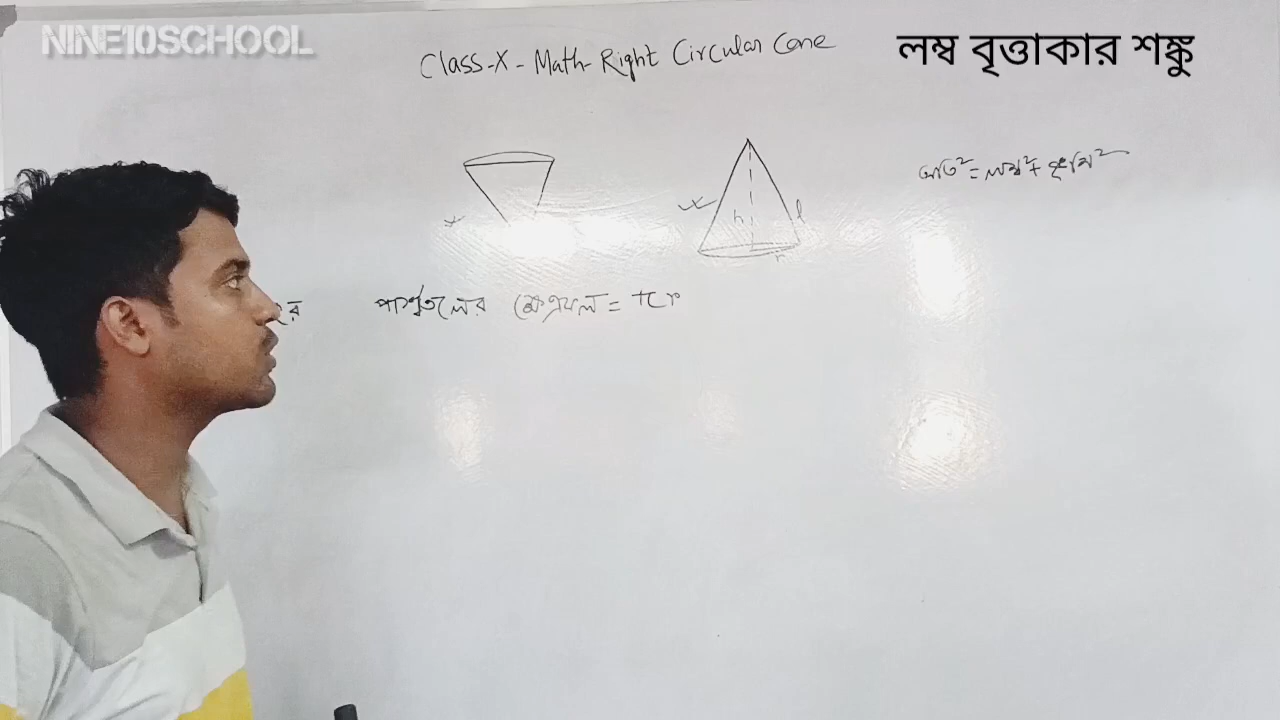 NINE10SCHOOL
Class-X-Math-Right Circular Cone
লম্ব বৃত্তাকার শঙ্কু
অতি² = লম্ব² + ভূমি²
h l
r
র পার্শ্বতলের ক্ষেত্রফল = πr